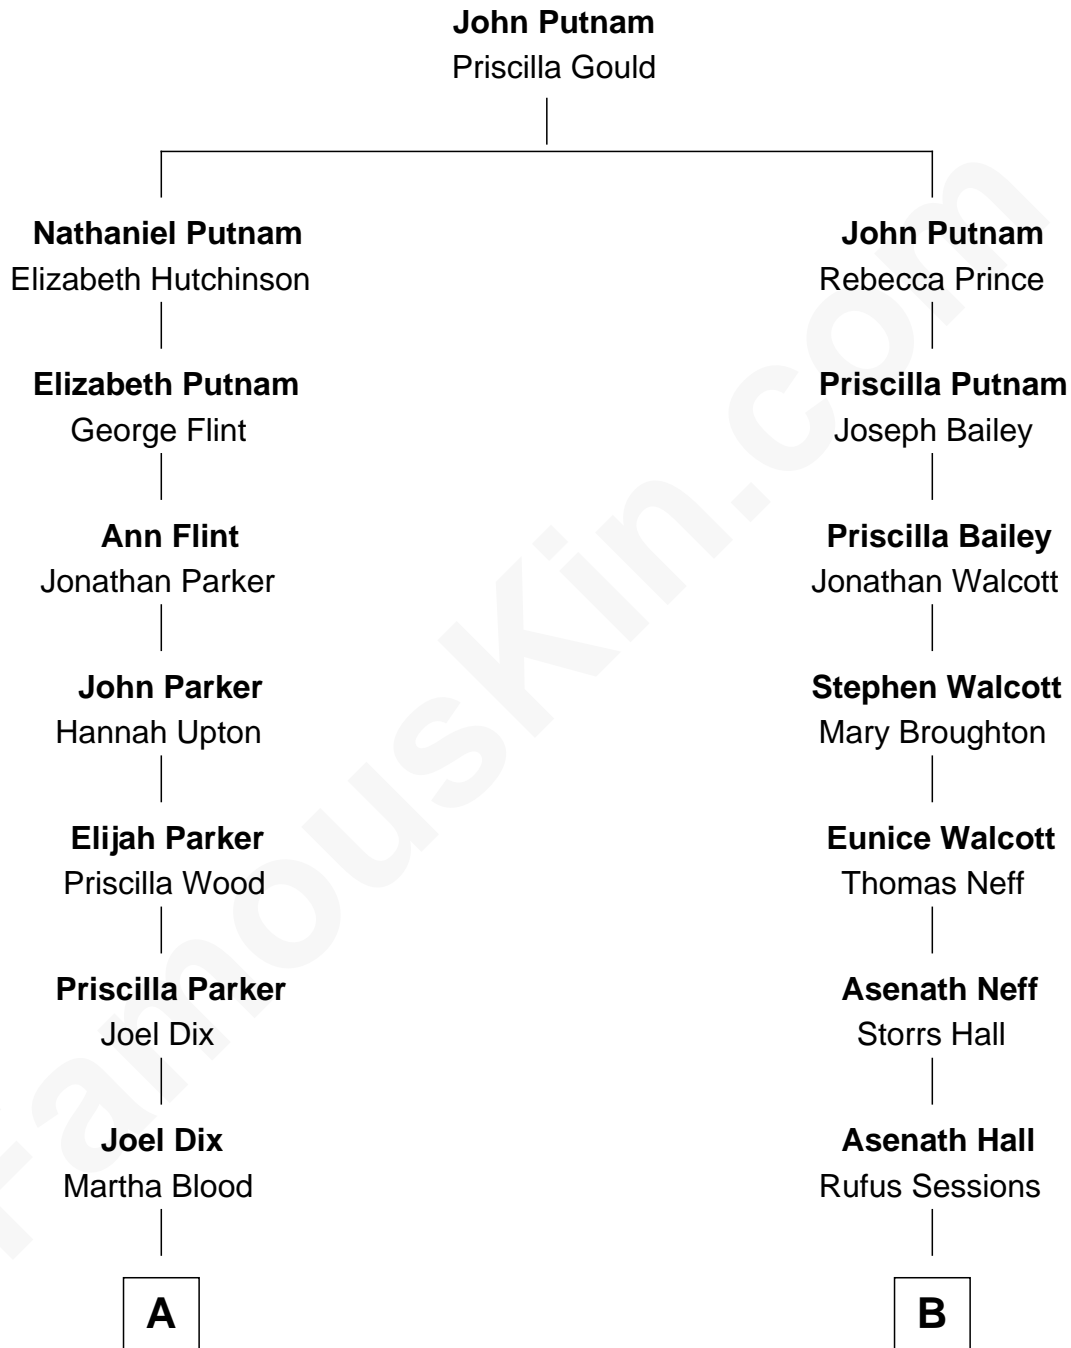 John Putnam
Priscilla Gould
Nathaniel Putnam
Elizabeth Hutchinson
John Putnam
Rebecca Prince
Elizabeth Putnam
George Flint
Priscilla Putnam
Joseph Bailey
Ann Flint
Jonathan Parker
Priscilla Bailey
Jonathan Walcott
John Parker
Hannah Upton
Stephen Walcott
Mary Broughton
Elijah Parker
Priscilla Wood
Eunice Walcott
Thomas Neff
Priscilla Parker
Joel Dix
Asenath Neff
Storrs Hall
Joel Dix
Martha Blood
Asenath Hall
Rufus Sessions
A
B
FamousKin.com